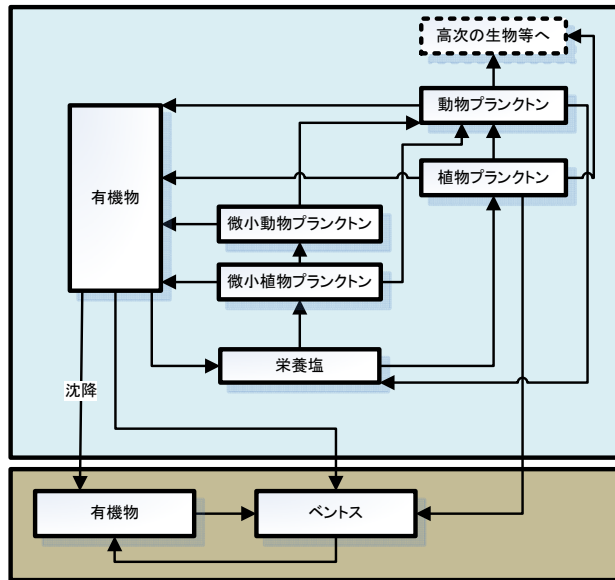 高次の生物等へ
動物プランクトン
植物プランクトン
有機物
微小動物プランクトン
微小植物プランクトン
栄養塩
沈降
有機物
ベントス